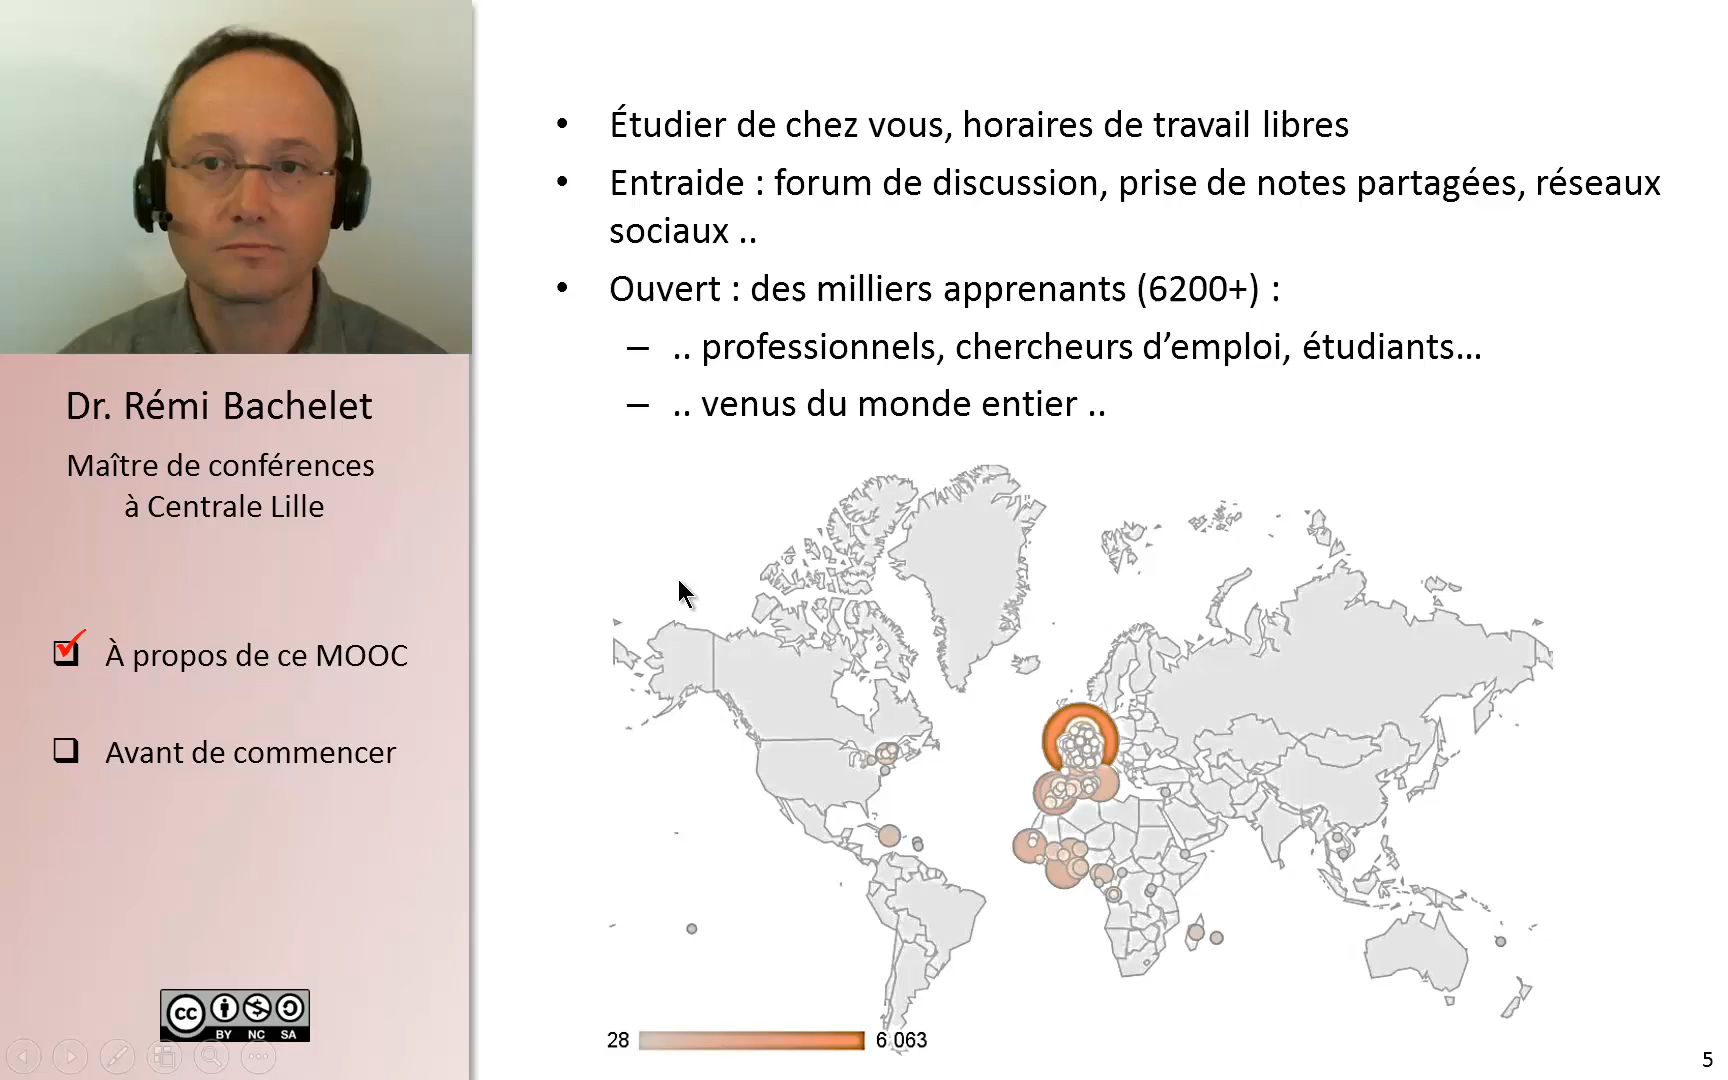 • Étudier de chez vous, horaires de travail libres
• Entraide : forum de discussion, prise de notes partagées, réseaux
sociaux ..
• Ouvert : des milliers apprenants (6200+) :
– .. professionnels, chercheurs d’emploi, étudiants...
– .. venus du monde entier ..
Dr. Rémi Bachelet
Maître de conférences
à Centrale Lille
À propos de ce MOOC
Avant de commencer
cc
BY NC SA
28 6 063
5